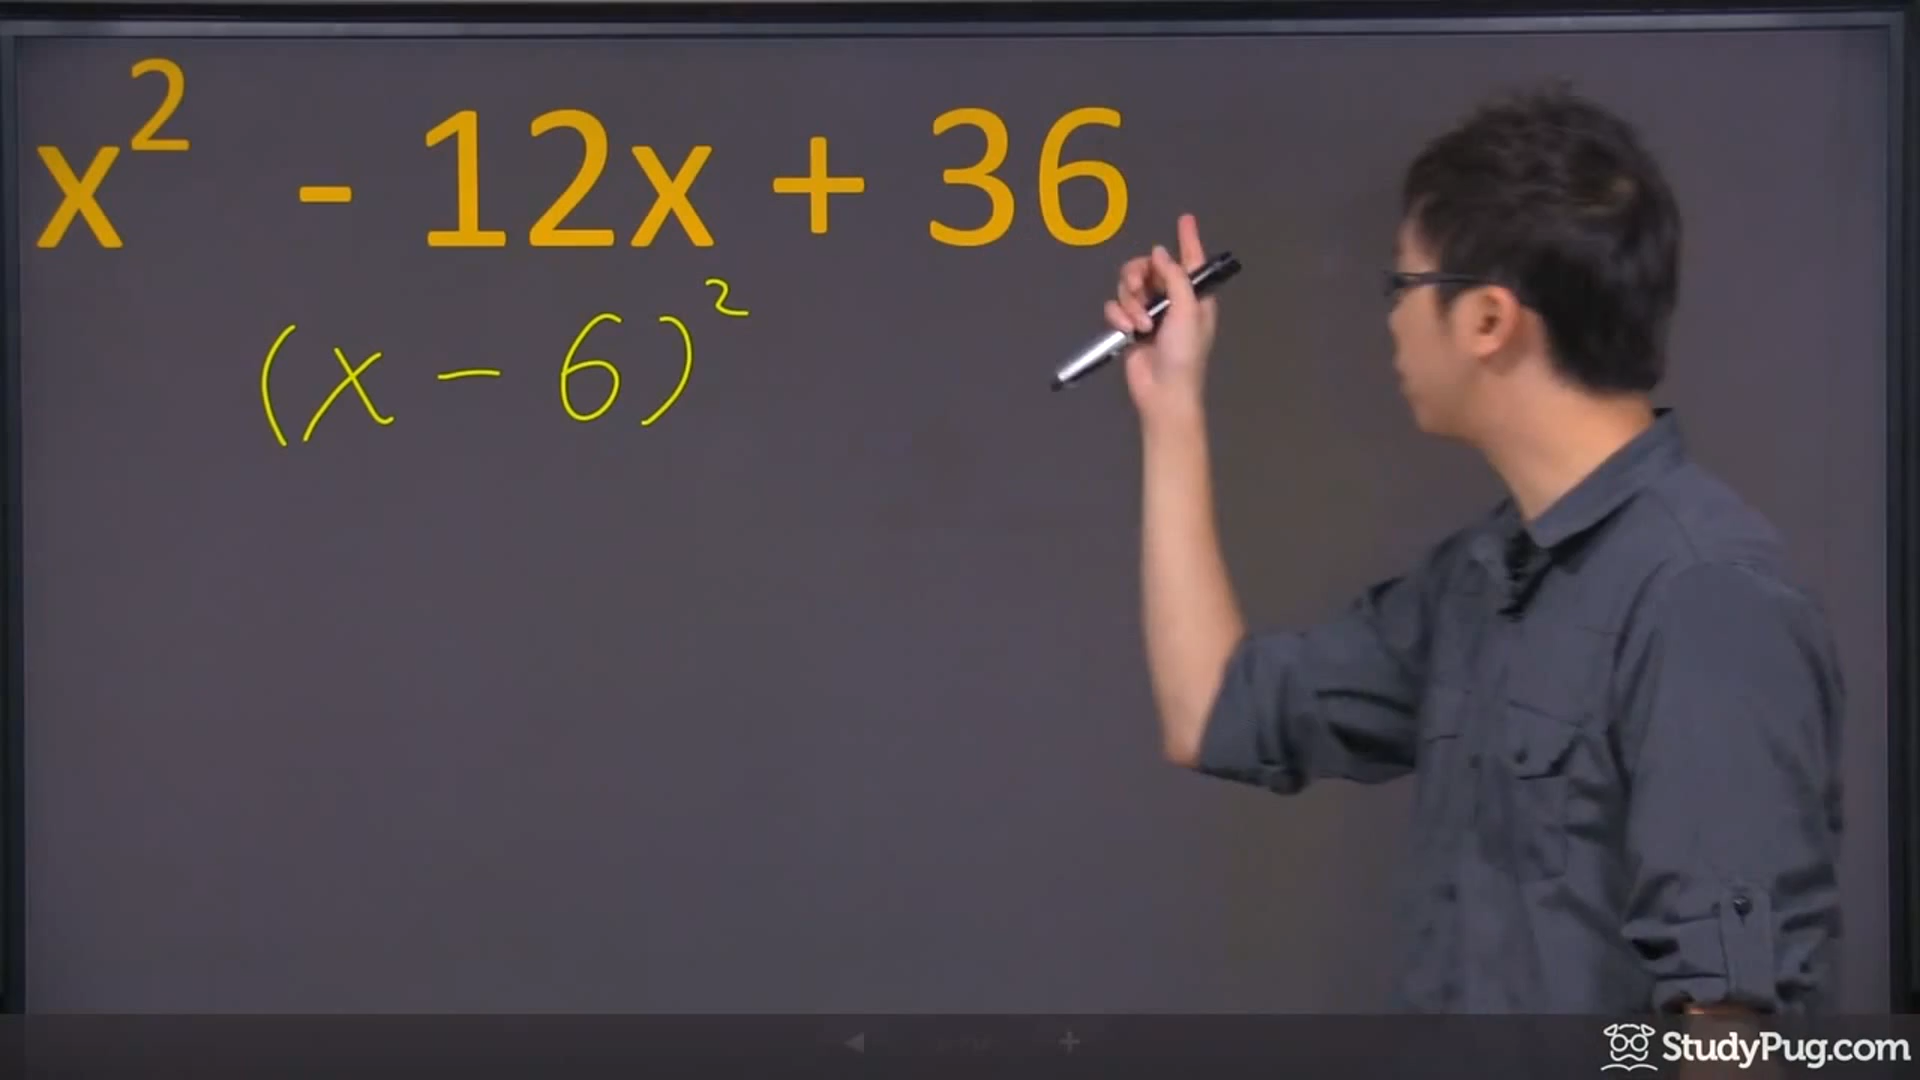 x² - 12x + 36
(x - 6)²
StudyPug.com